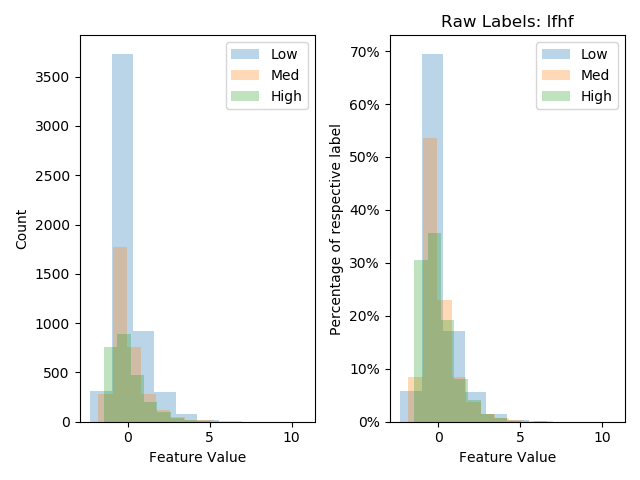 Raw Labels: lfhf
Low
Med
High
Count
3500
3000
2500
2000
1500
1000
500
0
0
5
10
Feature Value
Low
Med
High
Percentage of respective label
70%
60%
50%
40%
30%
20%
10%
0%
0
5
10
Feature Value